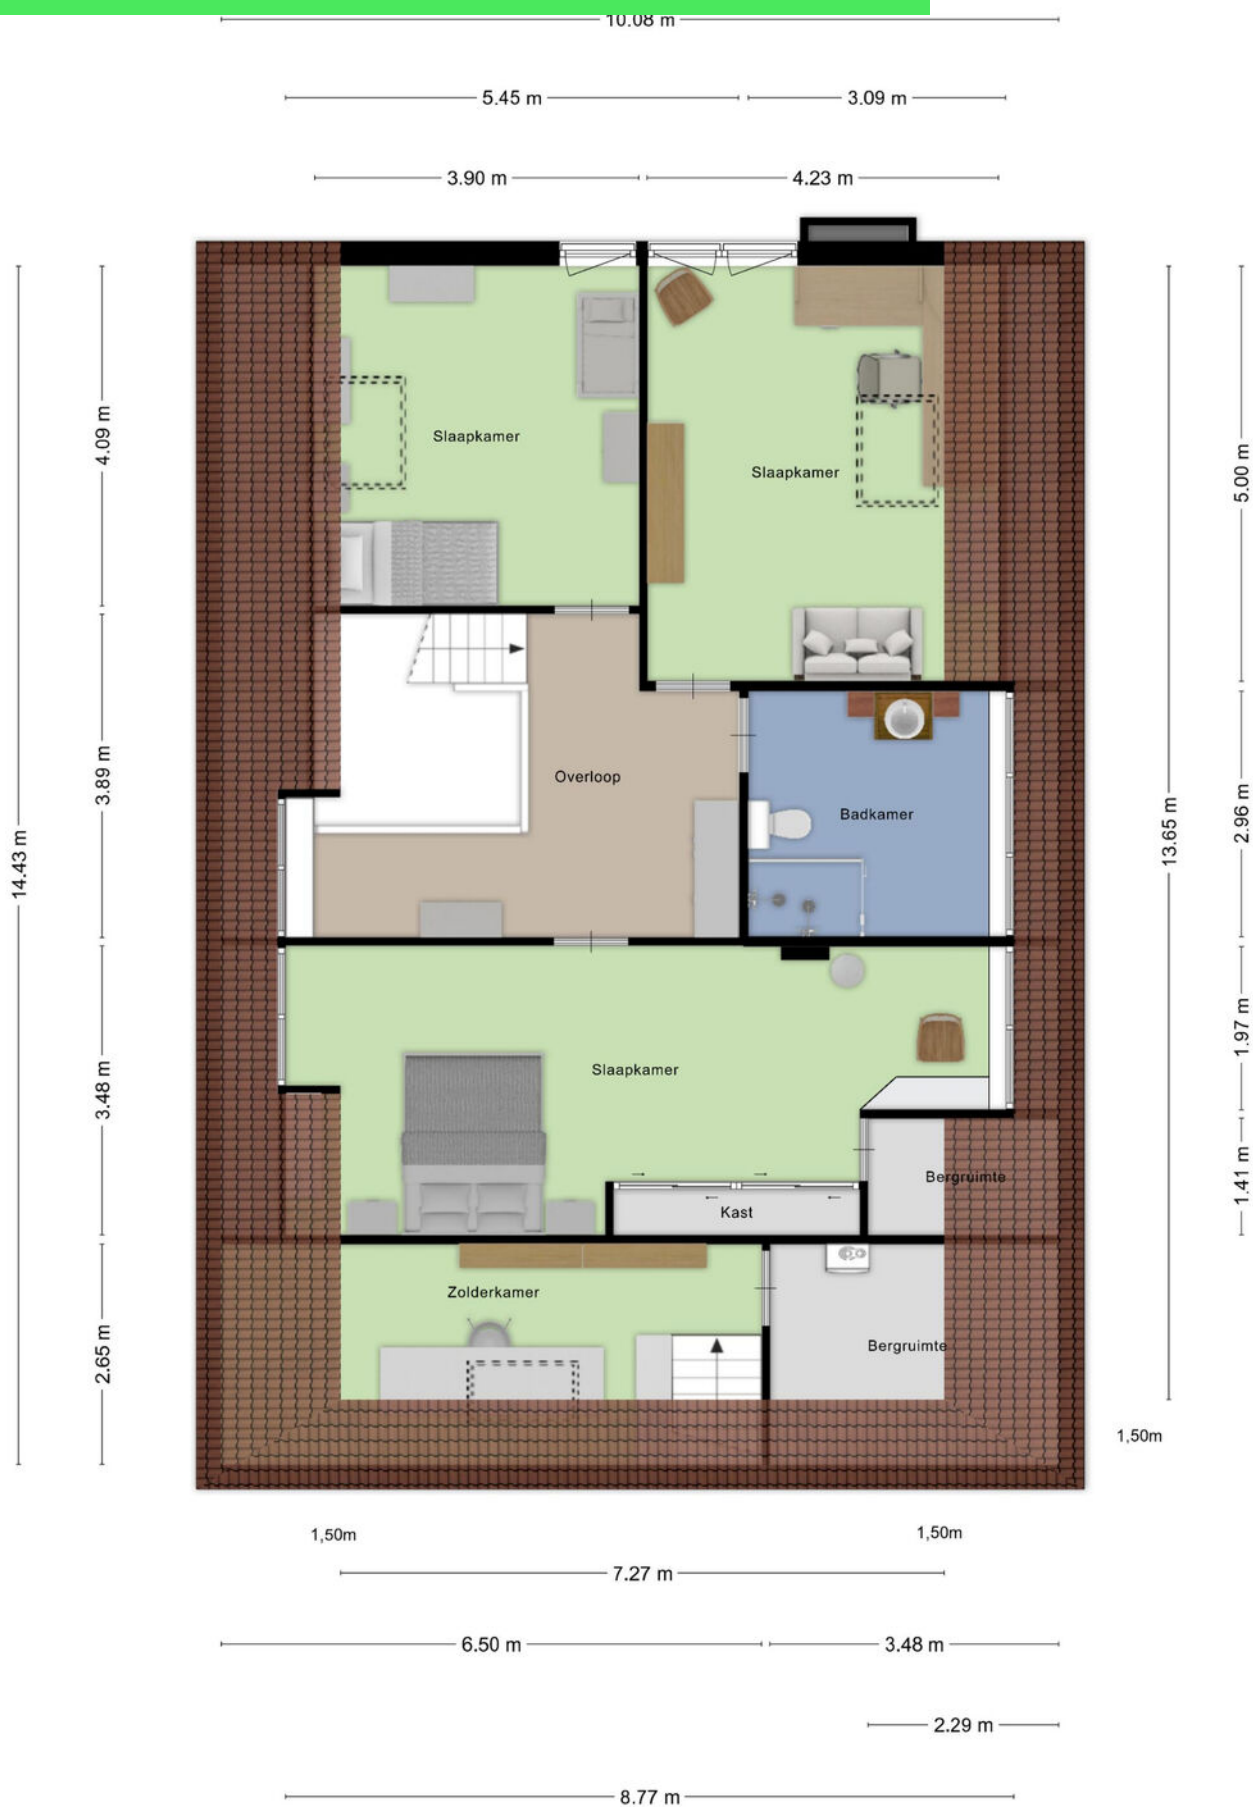 10.08 m
5.45 m
3.09 m
3.90 m
4.23 m
4.09 m
Slaapkamer
Slaapkamer
5.00 m
3.89 m
Overloop
Badkamer
2.96 m
13.65 m
14.43 m
1.97 m
3.48 m
Slaapkamer
Bergruimte
1.41 m
Kast
Zolderkamer
Bergruimte
2.65 m
1,50m
1,50m
1,50m
7.27 m
6.50 m
3.48 m
2.29 m
8.77 m